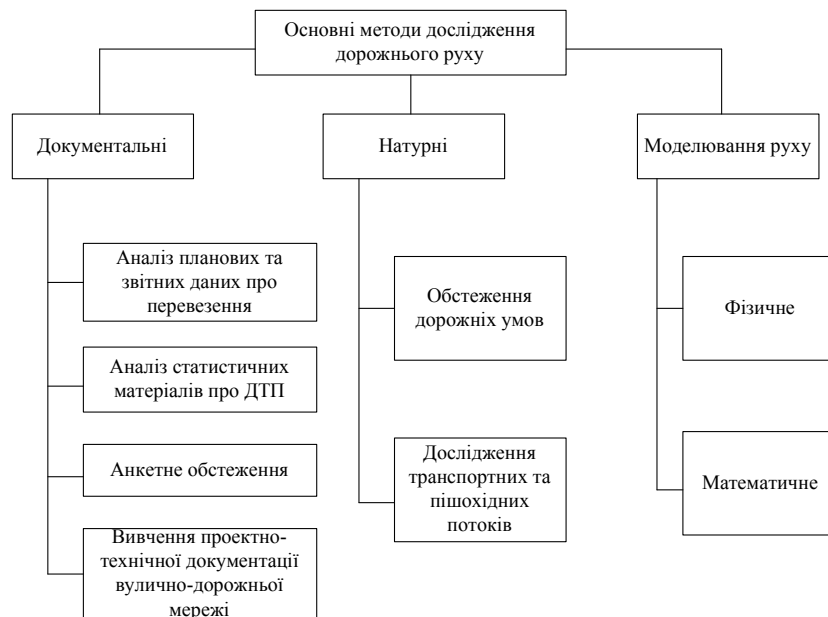 Основні методи дослідження
дорожнього руху
Документальні
Натурні
Моделювання руху
Аналіз планових та
звітних даних про
перевезення
Аналіз статистичних
матеріалів про ДТП
Анкетне обстеження
Вивчення проектно-
технічної документації
вулично-дорожньої
мережі
Обстеження
дорожніх умов
Дослідження
транспортних та
пішохідних
потоків
Фізичне
Математичне